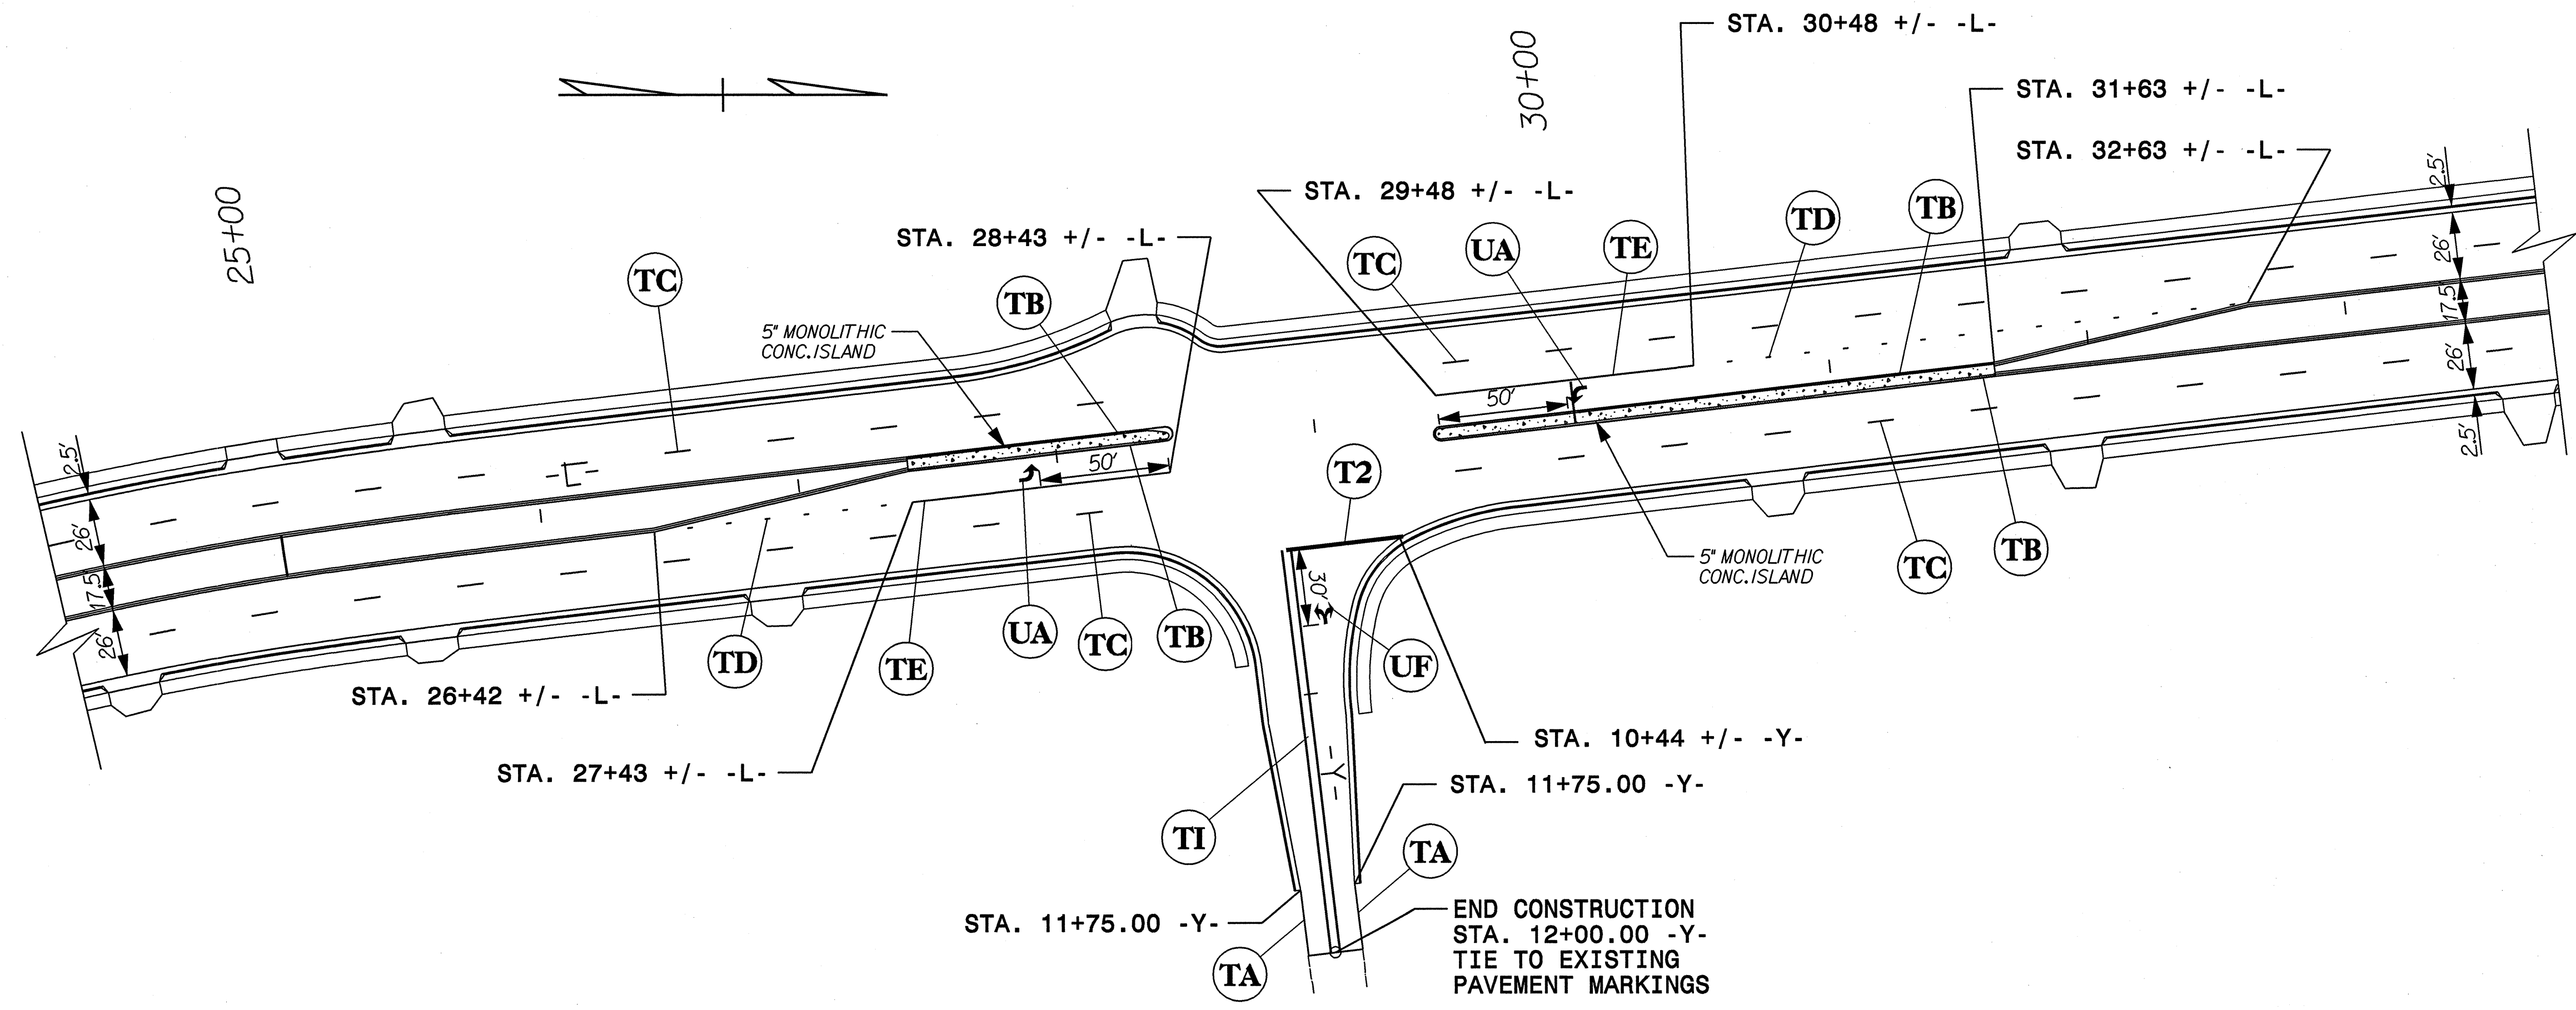 STA. 30+48 +/- -L-
30+00
STA. 31+63 +/- -L-
STA. 32+63 +/- -L-
25+00
STA. 29+48 +/- -L-
STA. 28+43 +/- -L-
TC
TB
TC
UA
TE
TD
TB
2.5'
26'
17.5'
26'
2.5'
5" MONOLITHIC
CONC. ISLAND
2.5'
26'
17.5'
26'
-L-
50'
50'
T2
5" MONOLITHIC
CONC. ISLAND
TC
TB
30'
TD
TE
UA
TC
TB
UF
STA. 26+42 +/- -L-
STA. 27+43 +/- -L-
STA. 10+44 +/- -Y-
-Y-
STA. 11+75.00 -Y-
TI
TA
STA. 11+75.00 -Y-
TA
END CONSTRUCTION
STA. 12+00.00 -Y-
TIE TO EXISTING
PAVEMENT MARKINGS